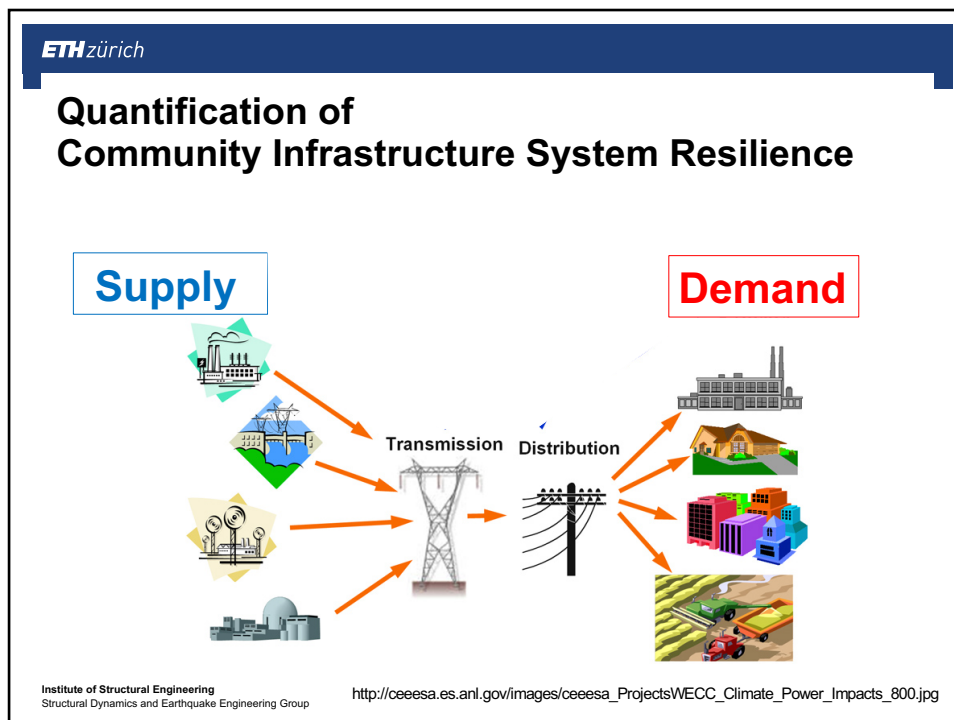 ETH zürich
Quantification of
Community Infrastructure System Resilience
Supply
Demand
Transmission
Distribution
Institute of Structural Engineering
Structural Dynamics and Earthquake Engineering Group
http://ceeesa.es.anl.gov/images/ceeesa_ProjectsWECC_Climate_Power_Impacts_800.jpg